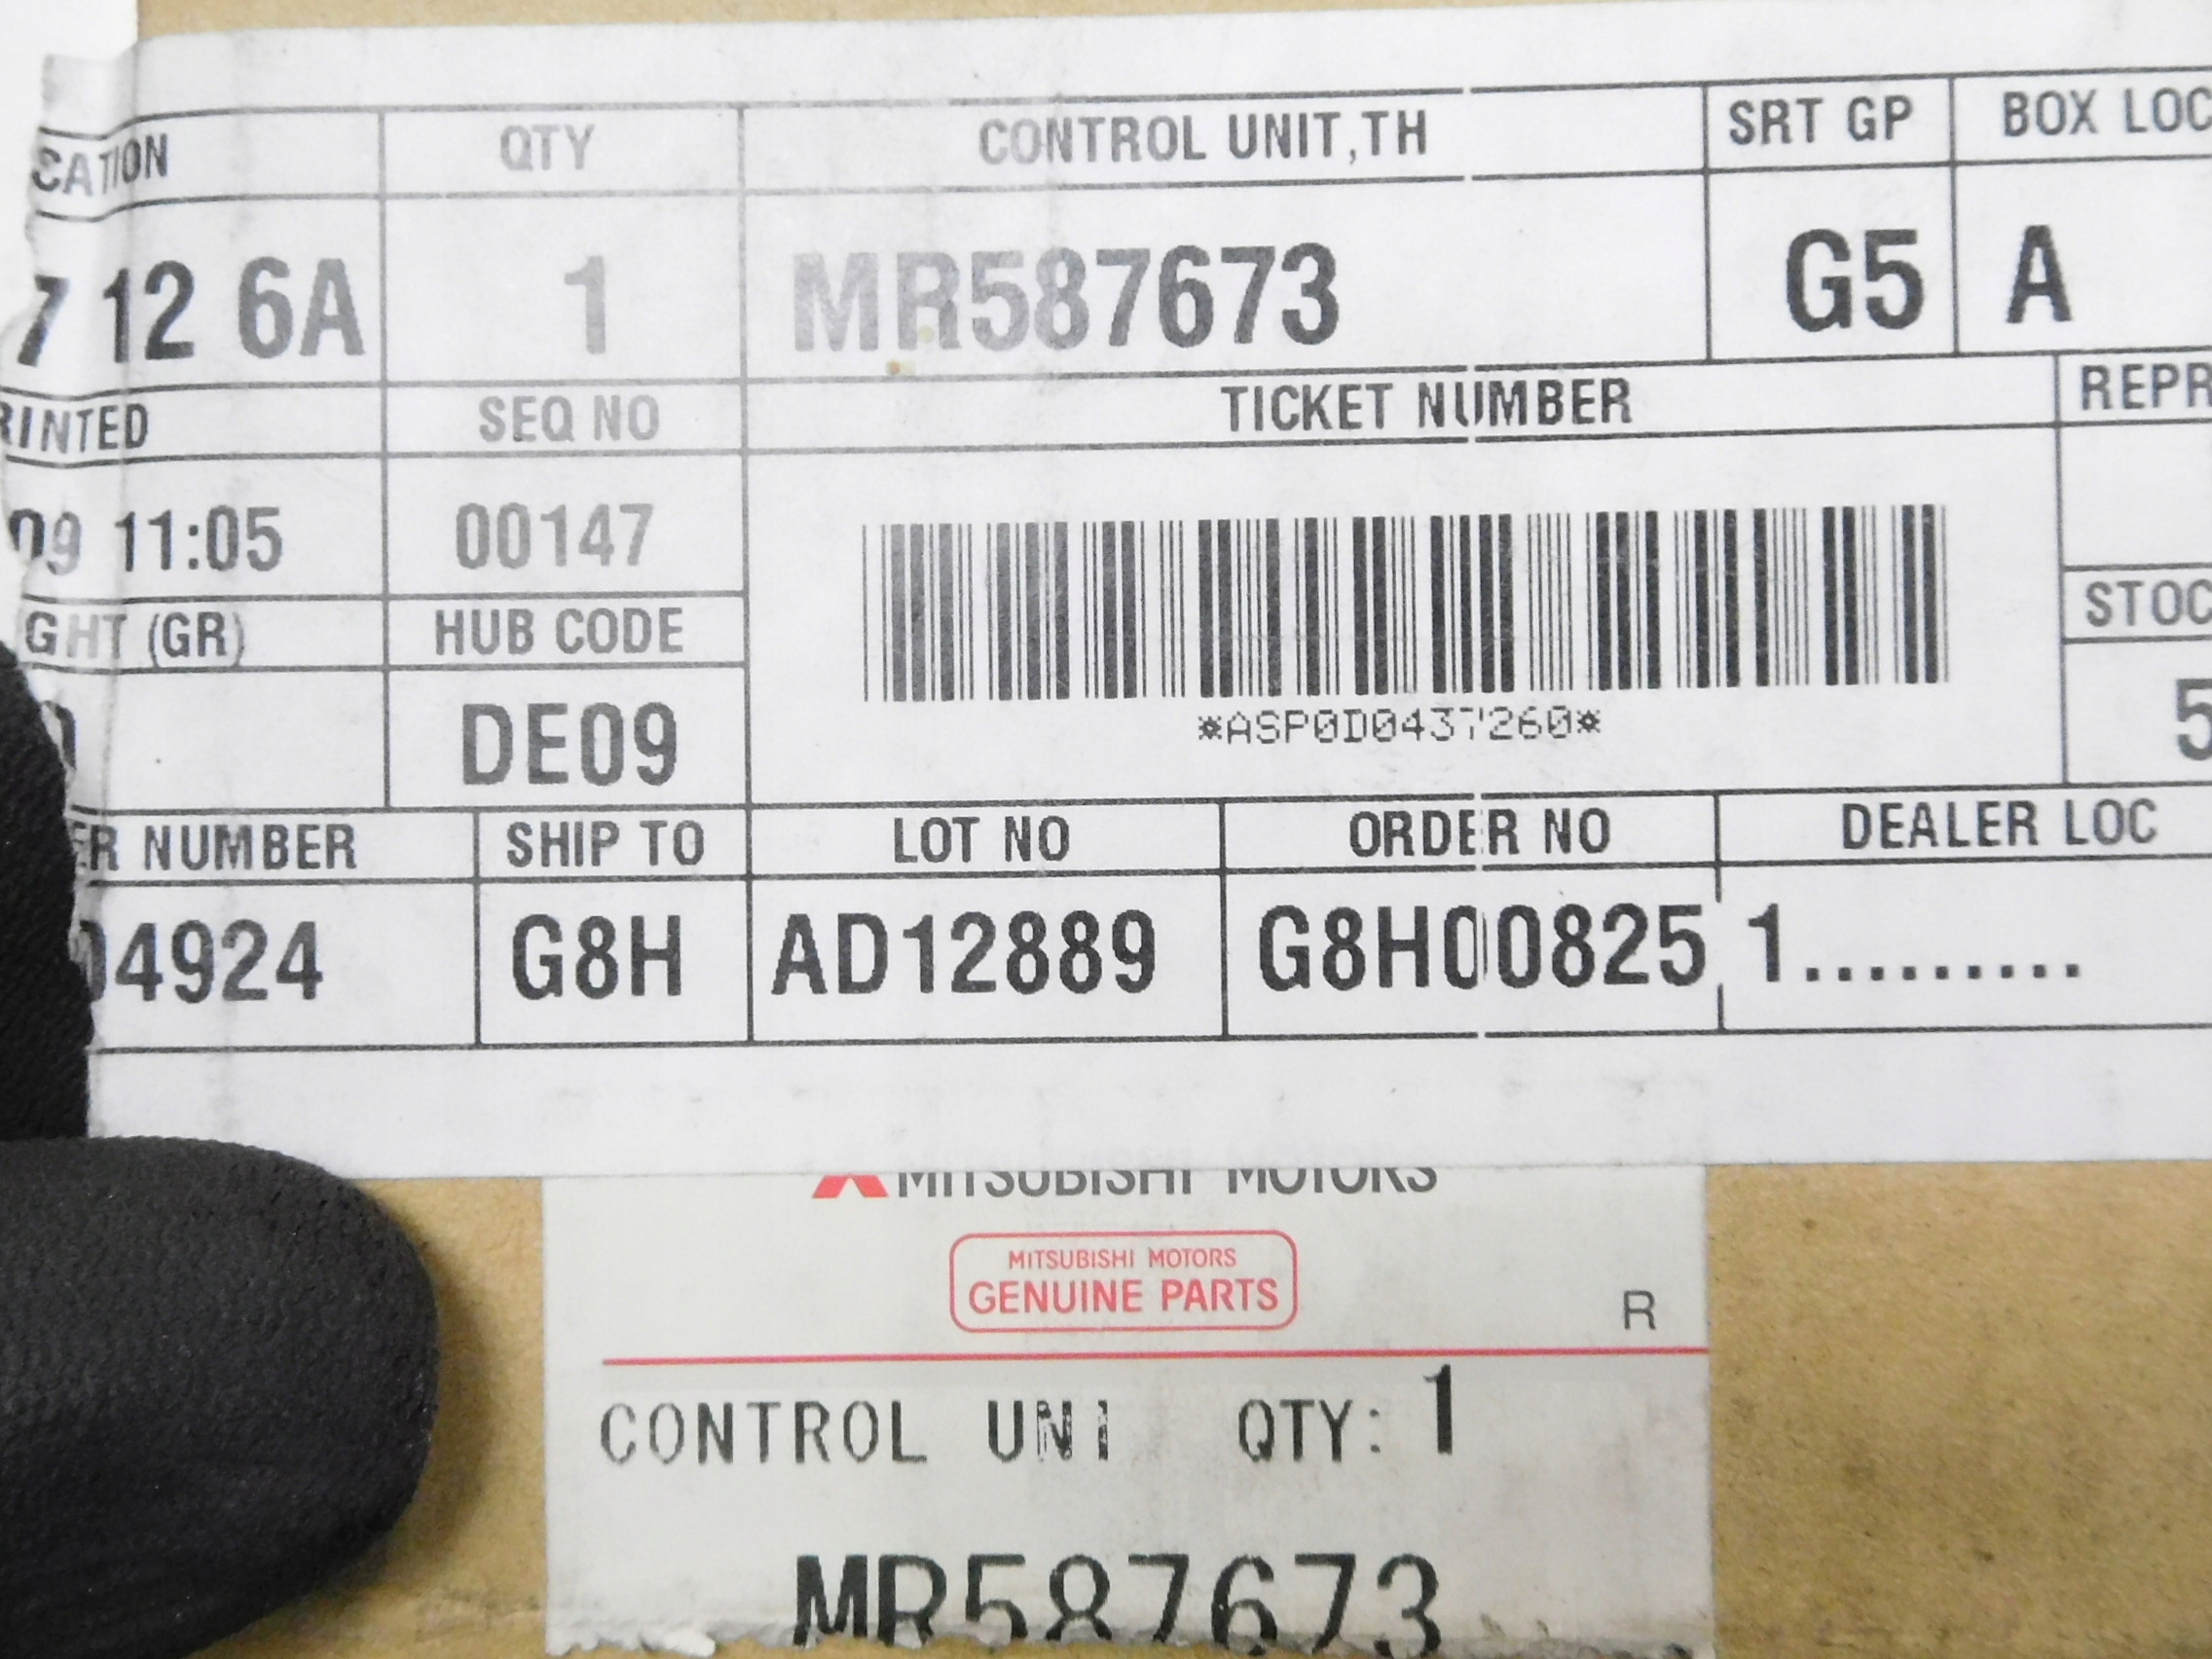 CATION QTY CONTROL UNIT,TH SRT GP BOX LOC
7 12 6A 1 MR587673 G5 A
RINTED SEQ NO TICKET NUMBER REPR
09 11:05 00147
GHT (GR) HUB CODE STOC
0 DE09 5
*ASP0D0437260*
ER NUMBER SHIP TO LOT NO ORDER NO DEALER LOC
04924 G8H AD12889 G8H00825 1.........
MITSUBISHI MOTORS
MITSUBISHI MOTORS
GENUINE PARTS
R
CONTROL UNI QTY: 1
MR587673